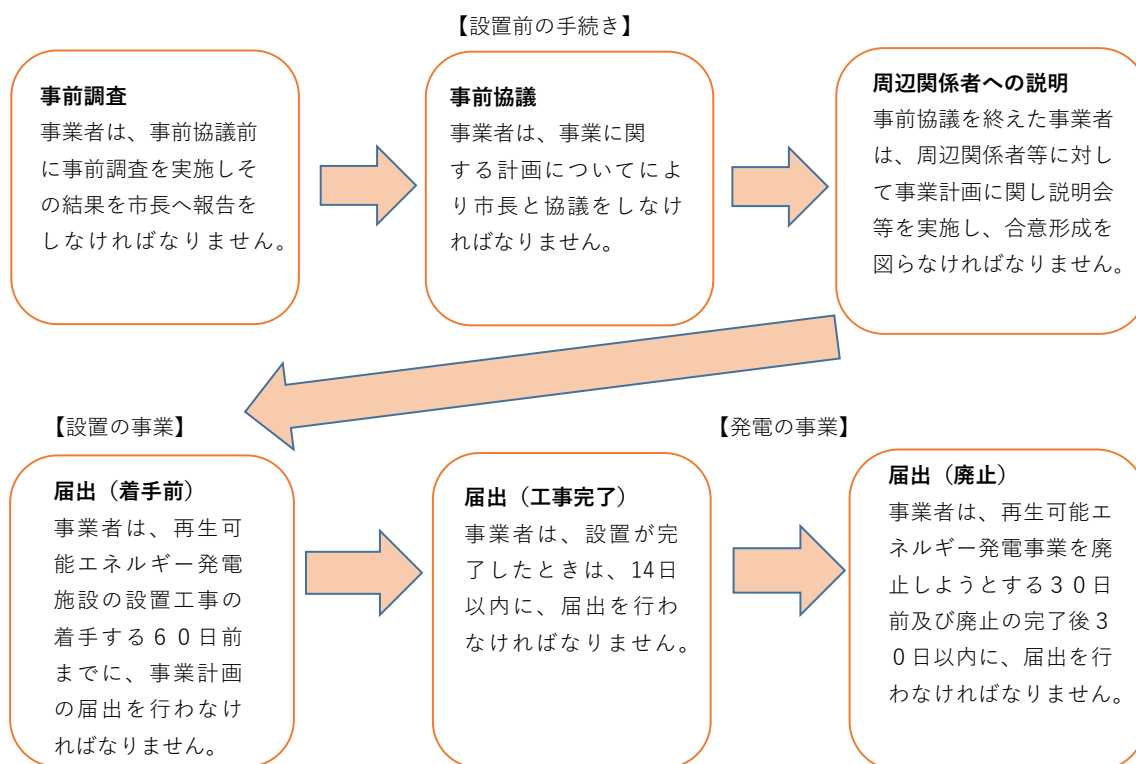 【設置前の手続き】
事前調査
事業者は、事前協議前
に事前調査を実施しそ
の結果を市長へ報告を
しなければなりません。
事前協議
事業者は、事業に関
する計画についてによ
り市長と協議をしなけ
ればなりません。
周辺関係者への説明
事前協議を終えた事業者
は、周辺関係者等に対し
て事業計画に関し説明会
等を実施し、合意形成を
図らなければなりません。
【設置の事業】
【発電の事業】
届出（着手前）
事業者は、再生可
能エネルギー発電
施設の設置工事の
着手する６０日前
までに、事業計画
の届出を行わなけ
ればなりません。
届出（工事完了）
事業者は、設置が完
了したときは、14日
以内に、届出を行わ
なければなりません。
届出（廃止）
事業者は、再生可能エ
ネルギー発電事業を廃
止しようとする３０日
前及び廃止の完了後３
０日以内に、届出を行
わなければなりません。